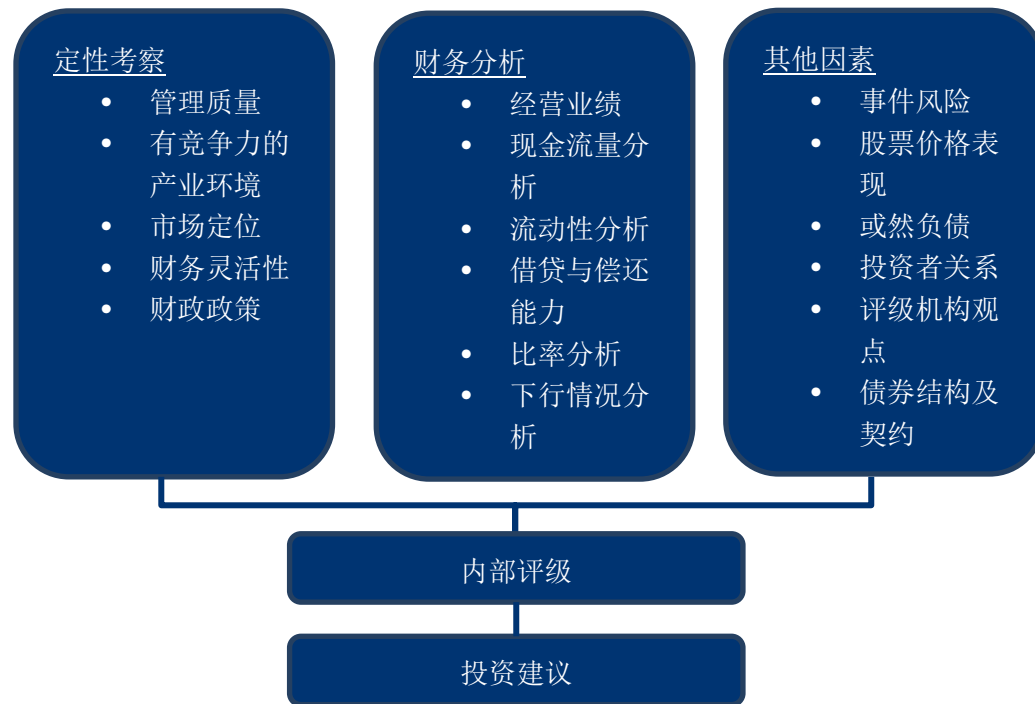 定性考察
• 管理质量
• 有竞争力的
产业环境
• 市场定位
• 财务灵活性
• 财政政策
财务分析
• 经营业绩
• 现金流量分
析
• 流动性分析
• 借贷与偿还
能力
• 比率分析
• 下行情况分
析
其他因素
• 事件风险
• 股票价格表
现
• 或然负债
• 投资者关系
• 评级机构观
点
• 债券结构及
契约
内部评级
投资建议